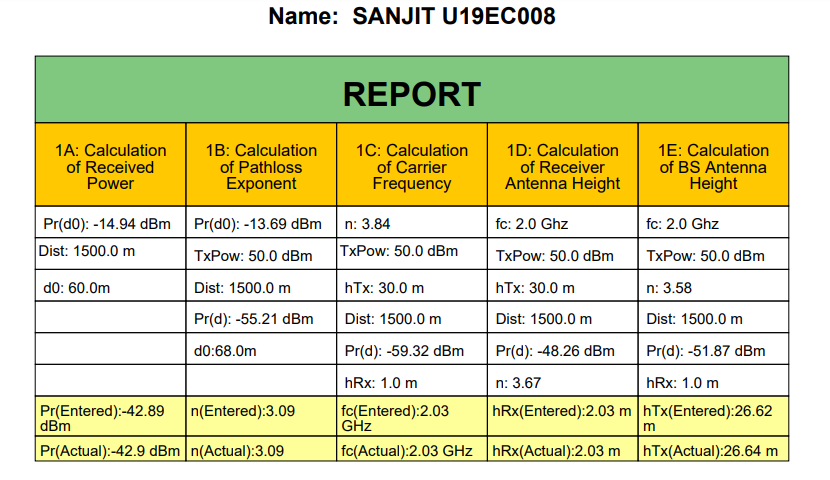 Name: SANJIT U19EC008
REPORT
1A: Calculation
of Received
Power
1B: Calculation
of Pathloss
Exponent
1C: Calculation
of Carrier
Frequency
1D: Calculation
of Receiver
Antenna Height
1E: Calculation
of BS Antenna
Height
Pr(d0): -14.94 dBm
Pr(d0): -13.69 dBm
n: 3.84
fc: 2.0 Ghz
fc: 2.0 Ghz
Dist: 1500.0 m
TxPow: 50.0 dBm
TxPow: 50.0 dBm
TxPow: 50.0 dBm
TxPow: 50.0 dBm
d0: 60.0m
Dist: 1500.0 m
hTx: 30.0 m
hTx: 30.0 m
n: 3.58
Pr(d): -55.21 dBm
Dist: 1500.0 m
Dist: 1500.0 m
Dist: 1500.0 m
d0:68.0m
Pr(d): -59.32 dBm
Pr(d): -48.26 dBm
Pr(d): -51.87 dBm
hRx: 1.0 m
n: 3.67
hRx: 1.0 m
Pr(Entered):-42.89
dBm
n(Entered):3.09
fc(Entered):2.03
GHz
hRx(Entered):2.03 m
hTx(Entered):26.62
m
Pr(Actual):-42.9 dBm
n(Actual):3.09
fc(Actual):2.03 GHz
hRx(Actual):2.03 m
hTx(Actual):26.64 m